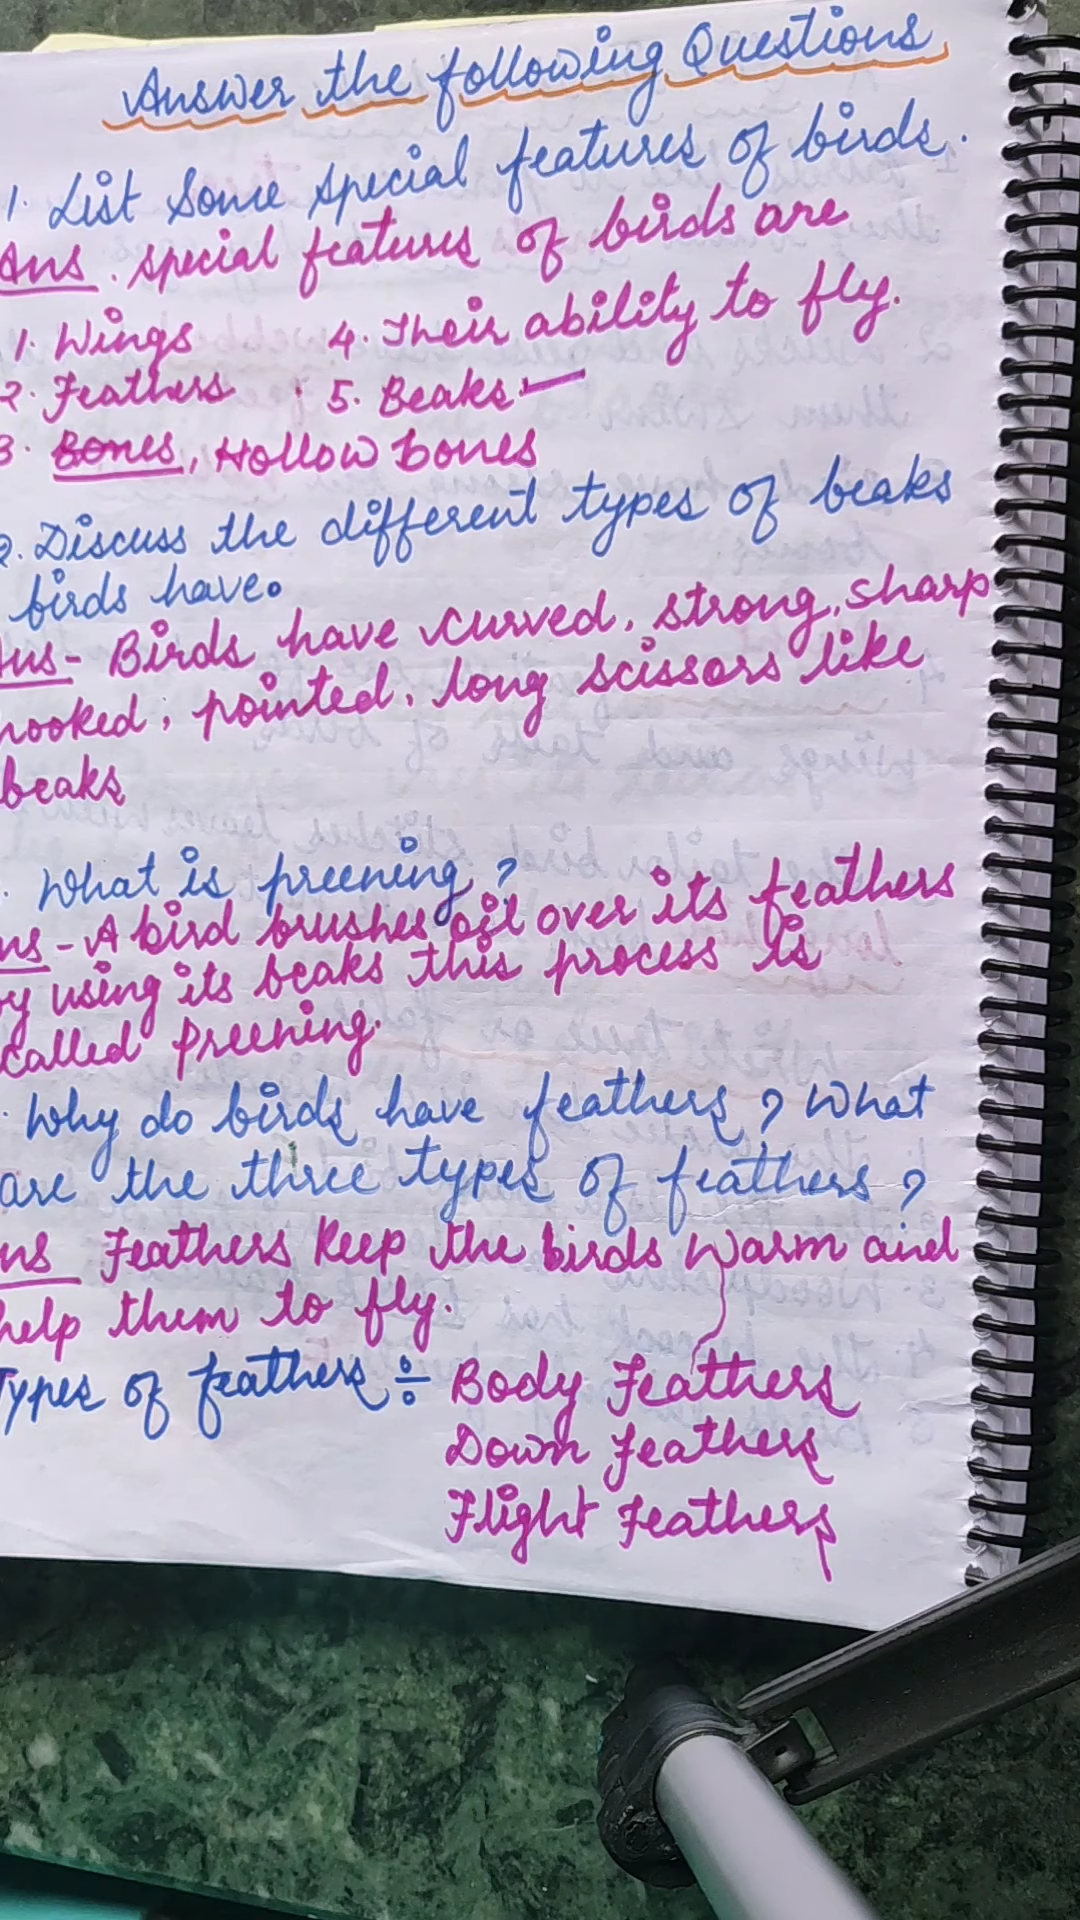 Answer the following Questions
1. List Some special features of birds.
Ans. special features of birds are
1. Wings 4. Their ability to fly.
2. Feathers 5. Beaks
3. Bones, Hollow bones
2. Discuss the different types of beaks
birds have.
Ans- Birds have curved, strong, sharp
hooked, pointed, long scissors like
beaks
. What is preening?
ns - A bird brushes oil over its feathers
by using its beaks this process is
called preening.
. Why do birds have feathers? What
are the three types of feathers?
ns Feathers Keep the birds warm and
help them to fly.
Types of feathers ÷ Body Feathers
Down Feathers
Flight Feathers